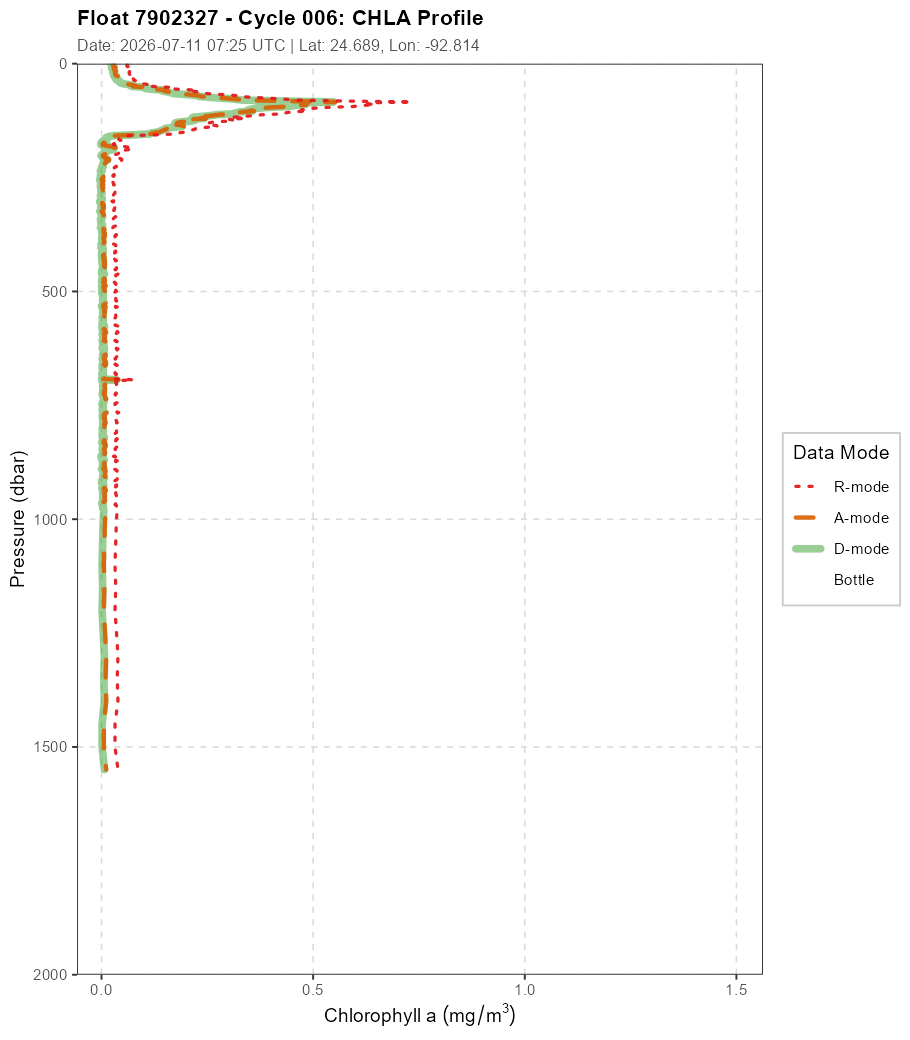 Float 7902327 - Cycle 006: CHLA Profile
Date: 2026-07-11 07:25 UTC | Lat: 24.689, Lon: -92.814
0
500
1000
1500
2000
Pressure (dbar)
0.0 0.5 1.0 1.5
Chlorophyll a (mg/m³)
Data Mode
R-mode
A-mode
D-mode
Bottle